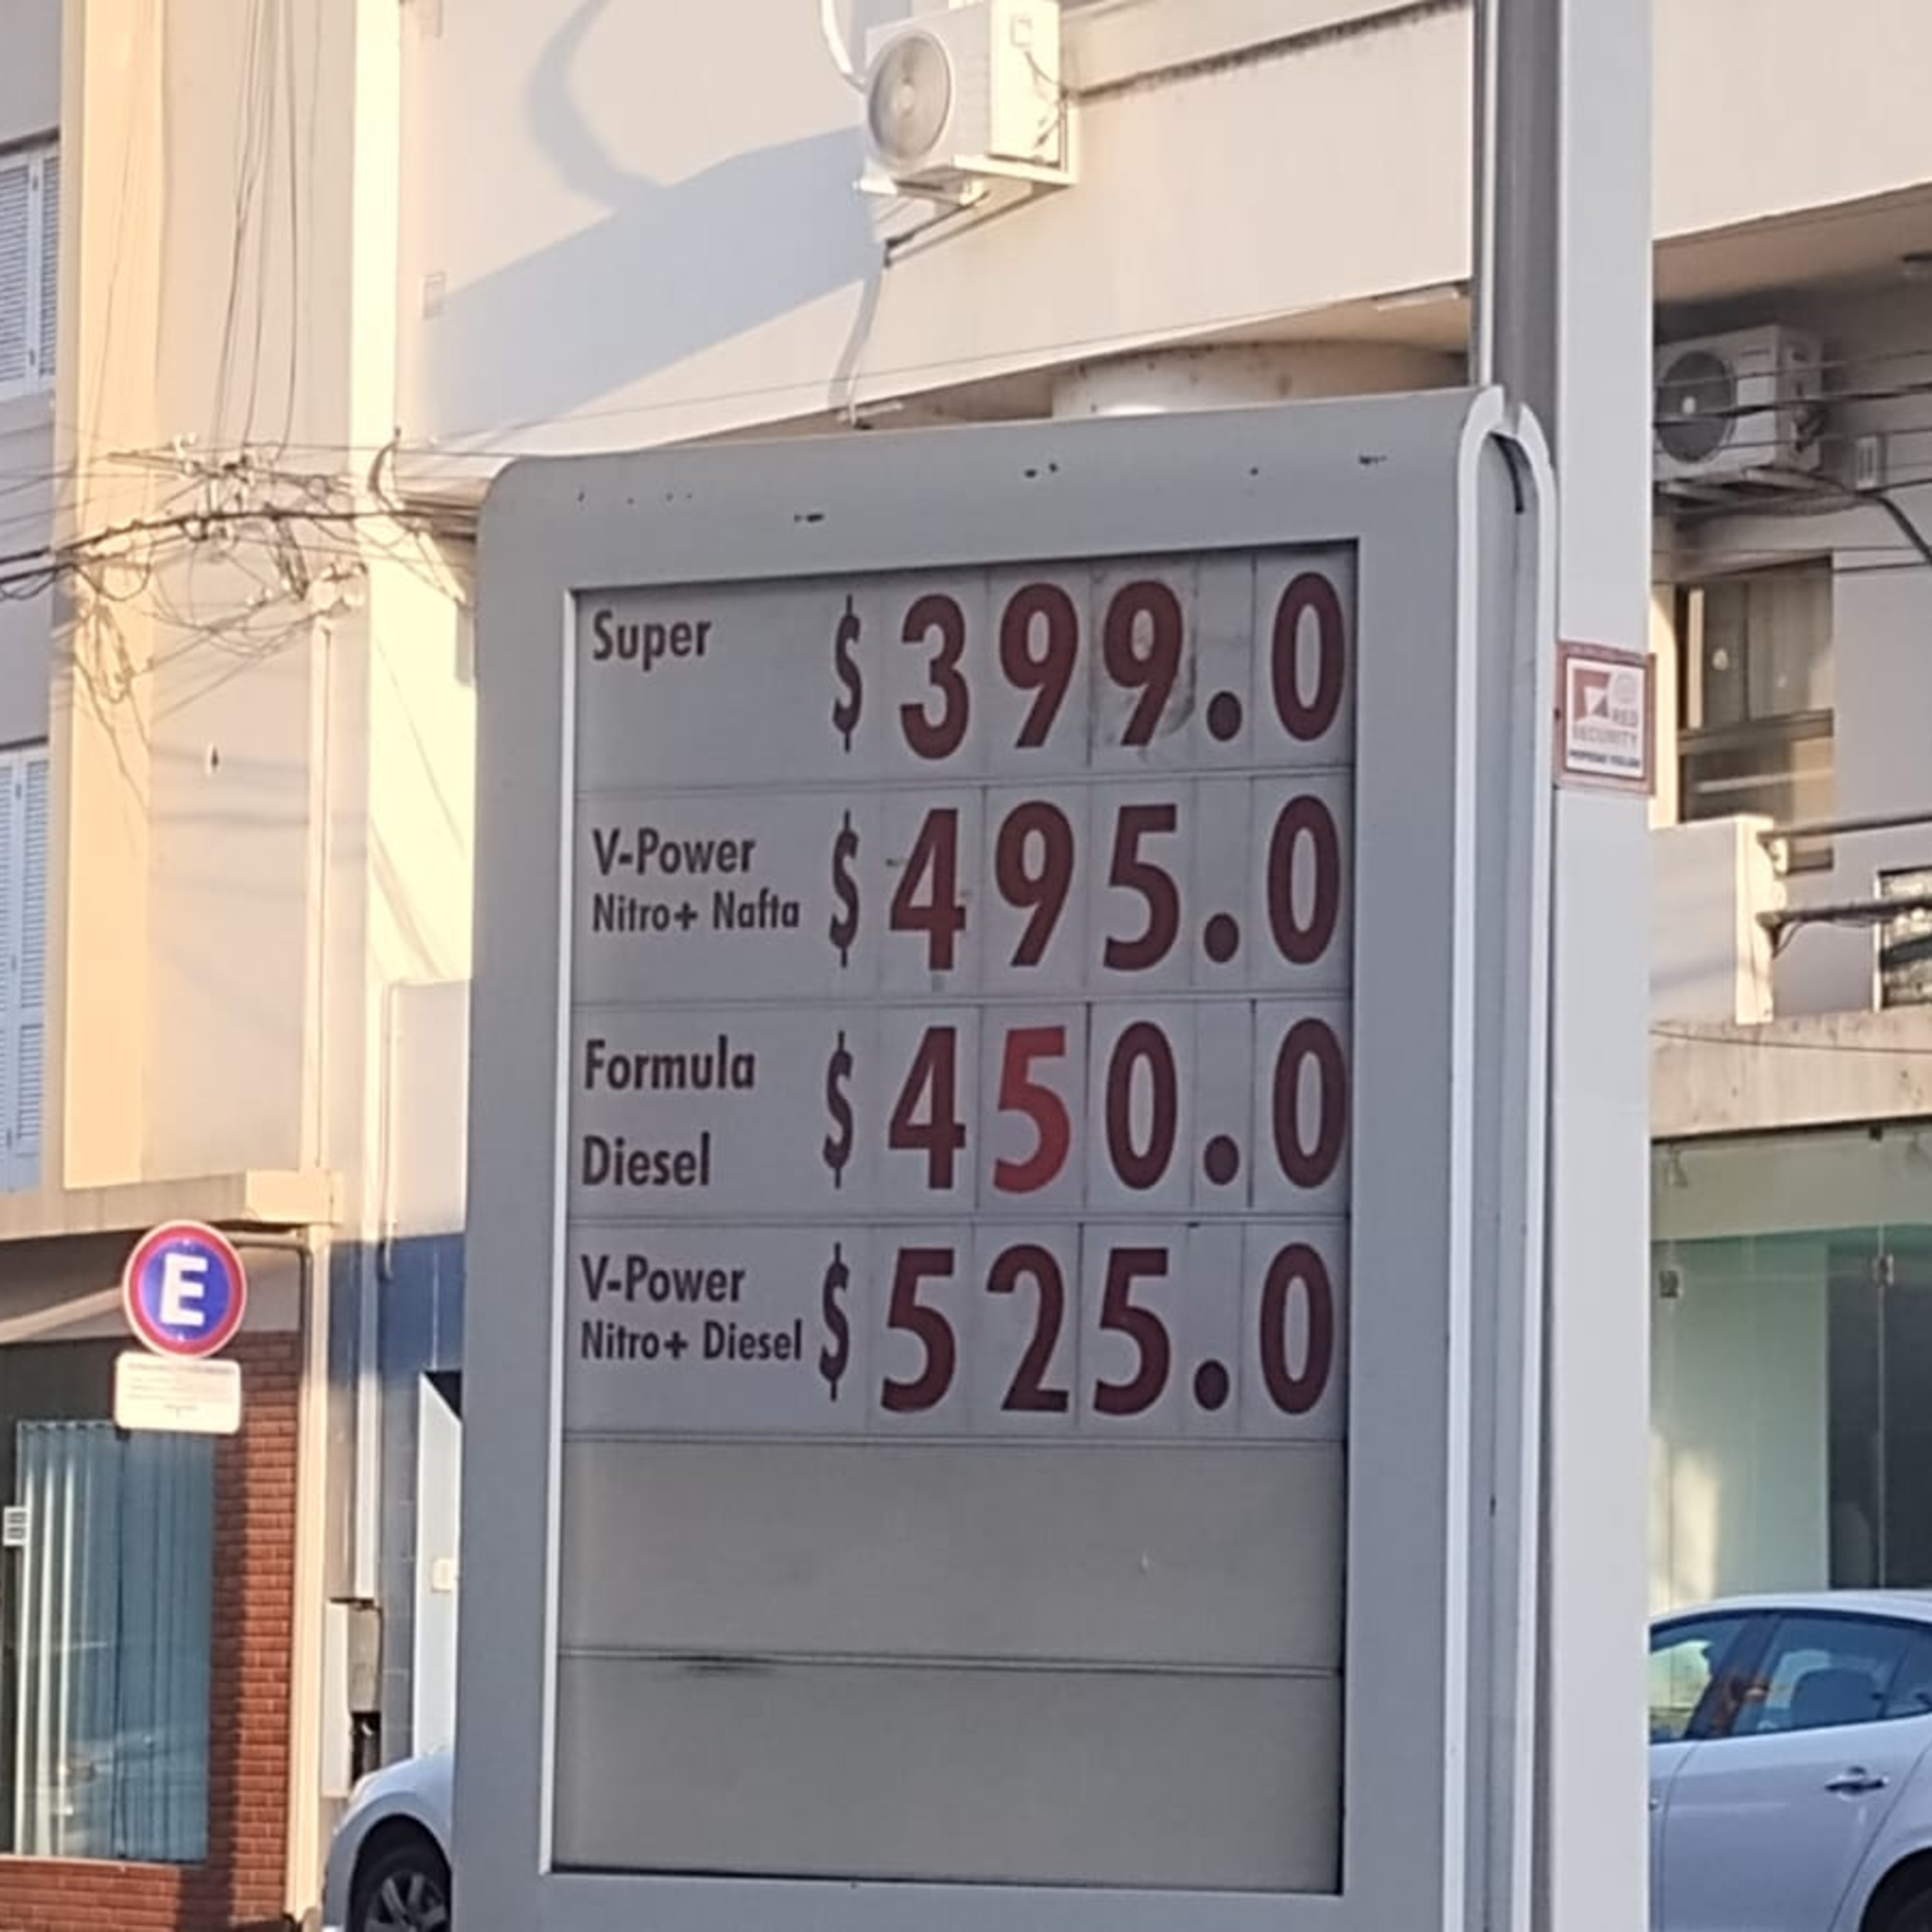 Super $399.0
V-Power
Nitro+ Nafta $495.0
Formula
Diesel $450.0
V-Power
Nitro+ Diesel $525.0
RED
SECURITY
E